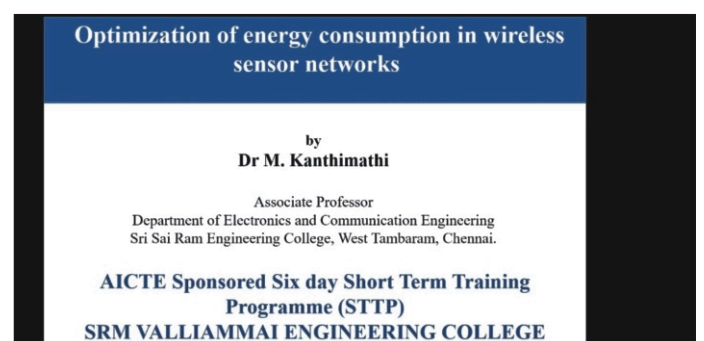 Optimization of energy consumption in wireless
sensor networks
by
Dr M. Kanthimathi
Associate Professor
Department of Electronics and Communication Engineering
Sri Sai Ram Engineering College, West Tambaram, Chennai.
AICTE Sponsored Six day Short Term Training
Programme (STTP)
SRM VALLIAMMAI ENGINEERING COLLEGE